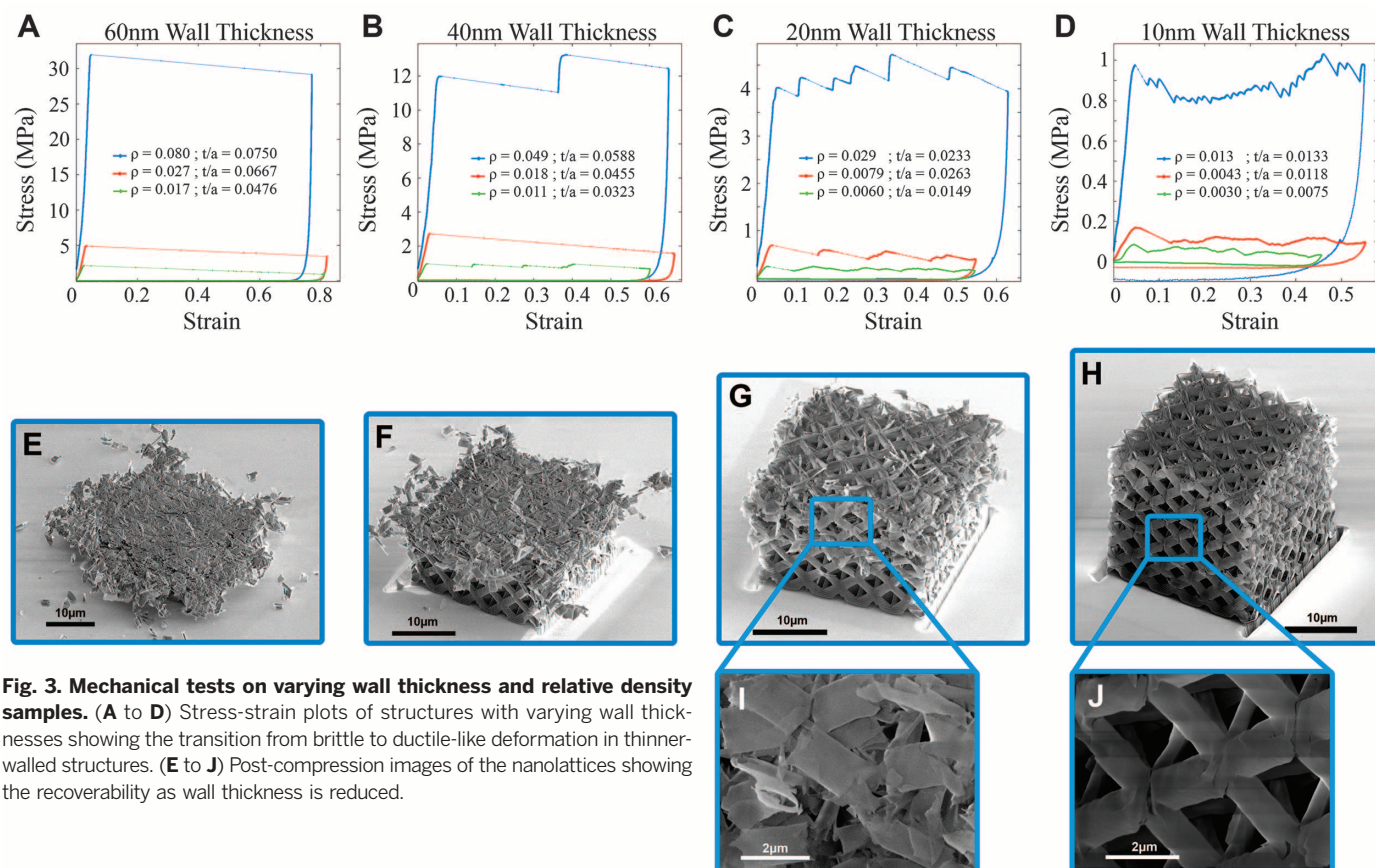 A
60nm Wall Thickness
30
25
20
15
10
5
Stress (MPa)
ρ = 0.080 ; t/a = 0.0750
ρ = 0.027 ; t/a = 0.0667
ρ = 0.017 ; t/a = 0.0476
0 0.2 0.4 0.6 0.8
Strain
B
40nm Wall Thickness
12
10
8
6
4
2
Stress (MPa)
ρ = 0.049 ; t/a = 0.0588
ρ = 0.018 ; t/a = 0.0455
ρ = 0.011 ; t/a = 0.0323
0 0.1 0.2 0.3 0.4 0.5 0.6
Strain
C
20nm Wall Thickness
4
3
2
1
Stress (MPa)
ρ = 0.029 ; t/a = 0.0233
ρ = 0.0079 ; t/a = 0.0263
ρ = 0.0060 ; t/a = 0.0149
0 0.1 0.2 0.3 0.4 0.5 0.6
Strain
D
10nm Wall Thickness
1
0.8
0.6
0.4
0.2
0
Stress (MPa)
ρ = 0.013 ; t/a = 0.0133
ρ = 0.0043 ; t/a = 0.0118
ρ = 0.0030 ; t/a = 0.0075
0 0.1 0.2 0.3 0.4 0.5
Strain
E
10μm
F
10μm
G
10μm
H
10μm
Fig. 3. Mechanical tests on varying wall thickness and relative density
samples. (A to D) Stress-strain plots of structures with varying wall thick-
nesses showing the transition from brittle to ductile-like deformation in thinner-
walled structures. (E to J) Post-compression images of the nanolattices showing
the recoverability as wall thickness is reduced.
I
2μm
J
2μm